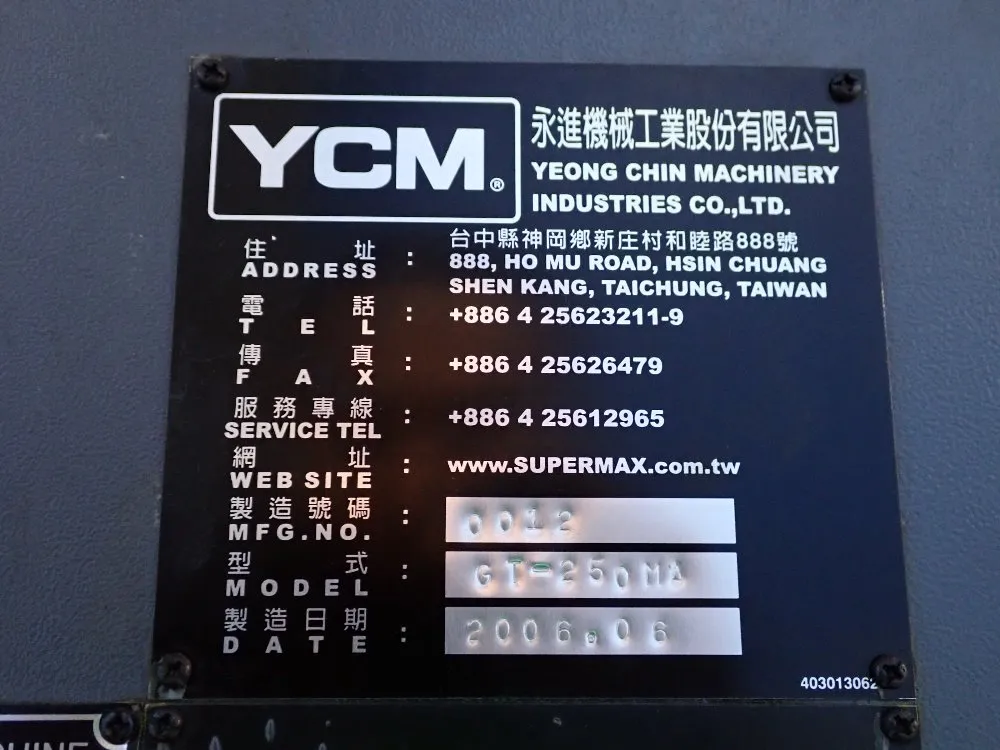 YCM®
永進機械工業股份有限公司
YEONG CHIN MACHINERY
INDUSTRIES CO.,LTD.
住址 : 台中縣神岡鄉新庄村和睦路888號
ADDRESS 888, HO MU ROAD, HSIN CHUANG
SHEN KANG, TAICHUNG, TAIWAN
電話
TEL : +886 4 25623211-9
傳真
FAX : +886 4 25626479
服務專線
SERVICE TEL : +886 4 25612965
網址
WEB SITE : www.SUPERMAX.com.tw
製造號碼
MFG.NO. : 0012
型式
MODEL : GT-250MA
製造日期
DATE : 2006.06
403013062